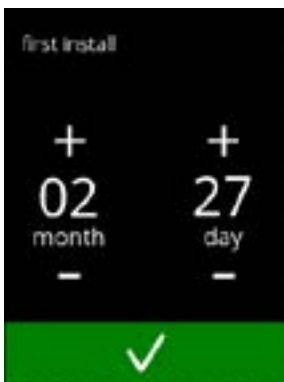 first install
+ +
02 27
month day
- -